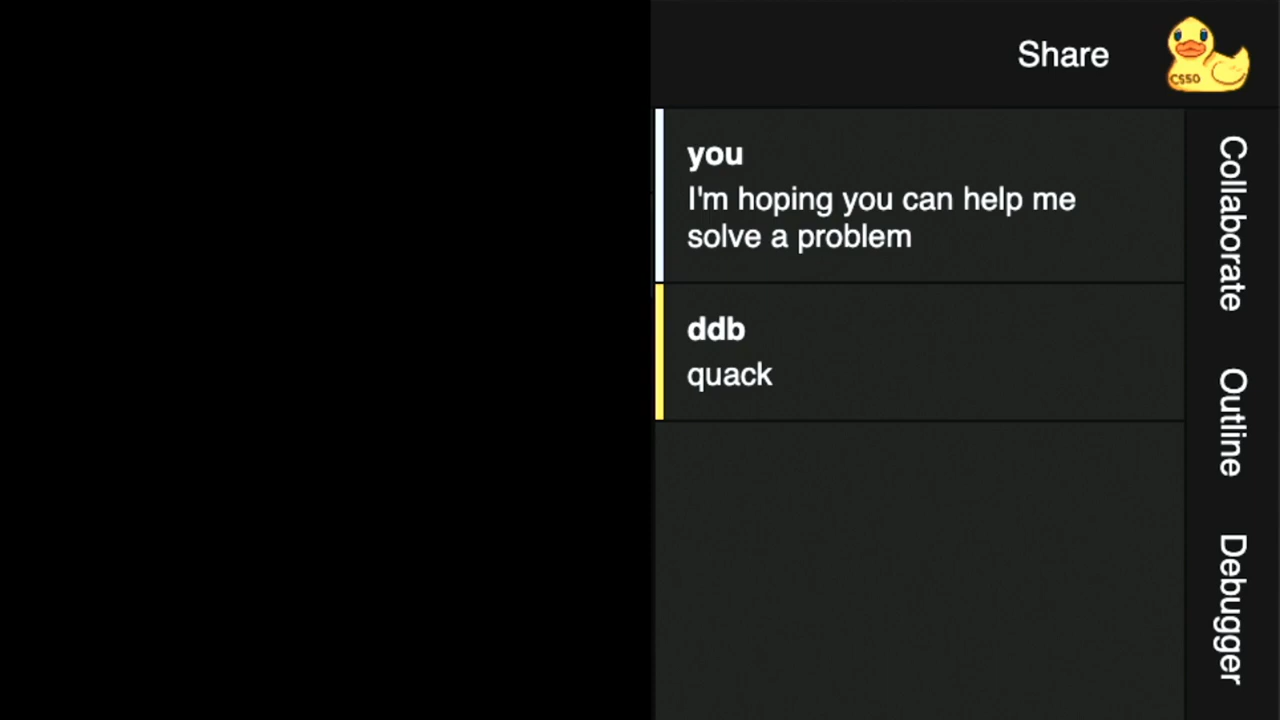 Share
CS50
you
I'm hoping you can help me
solve a problem
ddb
quack
Collaborate
Outline
Debugger